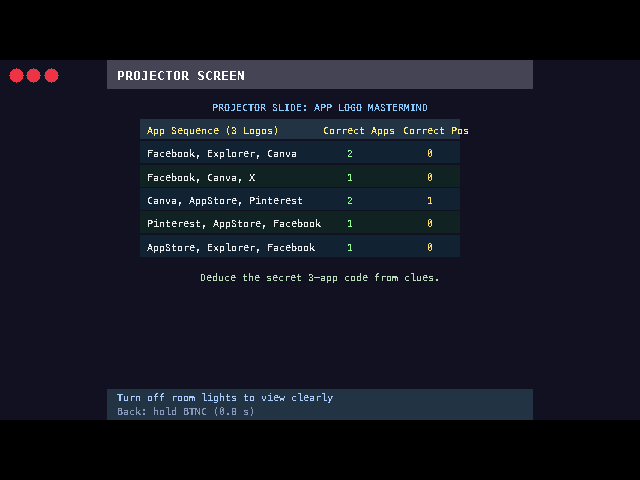 PROJECTOR SCREEN
PROJECTOR SLIDE: APP LOGO MASTERMIND
App Sequence (3 Logos) Correct Apps Correct Pos
Facebook, Explorer, Canva 2 0
Facebook, Canva, X 1 0
Canva, AppStore, Pinterest 2 1
Pinterest, AppStore, Facebook 1 0
AppStore, Explorer, Facebook 1 0
Deduce the secret 3-app code from clues.
Turn off room lights to view clearly
Back: hold BTNC (0.8 s)